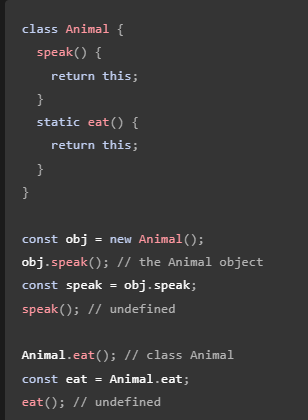 class Animal {
  speak() {
    return this;
  }
  static eat() {
    return this;
  }
}

const obj = new Animal();
obj.speak(); // the Animal object
const speak = obj.speak;
speak(); // undefined

Animal.eat(); // class Animal
const eat = Animal.eat;
eat(); // undefined